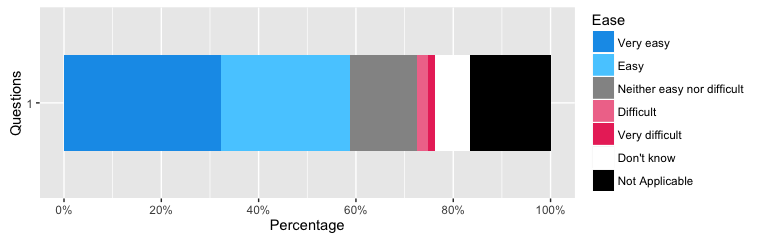 Questions
1
0%
20%
40%
60%
80%
100%
Percentage
Ease
Very easy
Easy
Neither easy nor difficult
Difficult
Very difficult
Don't know
Not Applicable